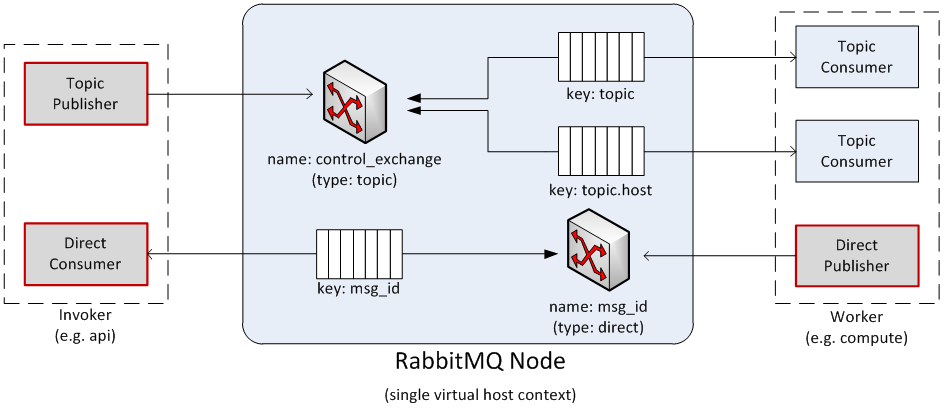 Topic
Publisher
name: control_exchange
(type: topic)
key: topic
Topic
Consumer
key: topic.host
Topic
Consumer
Direct
Consumer
key: msg_id
name: msg_id
(type: direct)
Direct
Publisher
Invoker
(e.g. api)
Worker
(e.g. compute)
RabbitMQ Node
(single virtual host context)